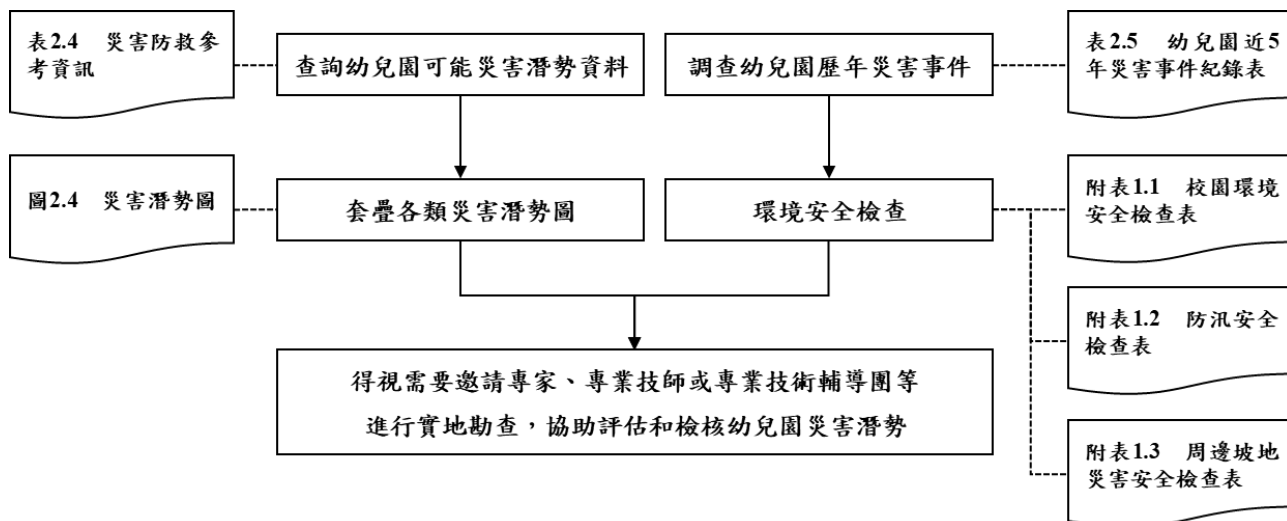 表2.4 災害防救參
考資訊
查詢幼兒園可能災害潛勢資料
調查幼兒園歷年災害事件
表2.5 幼兒園近5
年災害事件紀錄表
圖2.4 災害潛勢圖
套疊各類災害潛勢圖
環境安全檢查
附表1.1 校園環境
安全檢查表
附表1.2 防汛安全
檢查表
得視需要邀請專家、專業技師或專業技術輔導團等
進行實地勘查，協助評估和檢核幼兒園災害潛勢
附表1.3 周邊坡地
災害安全檢查表